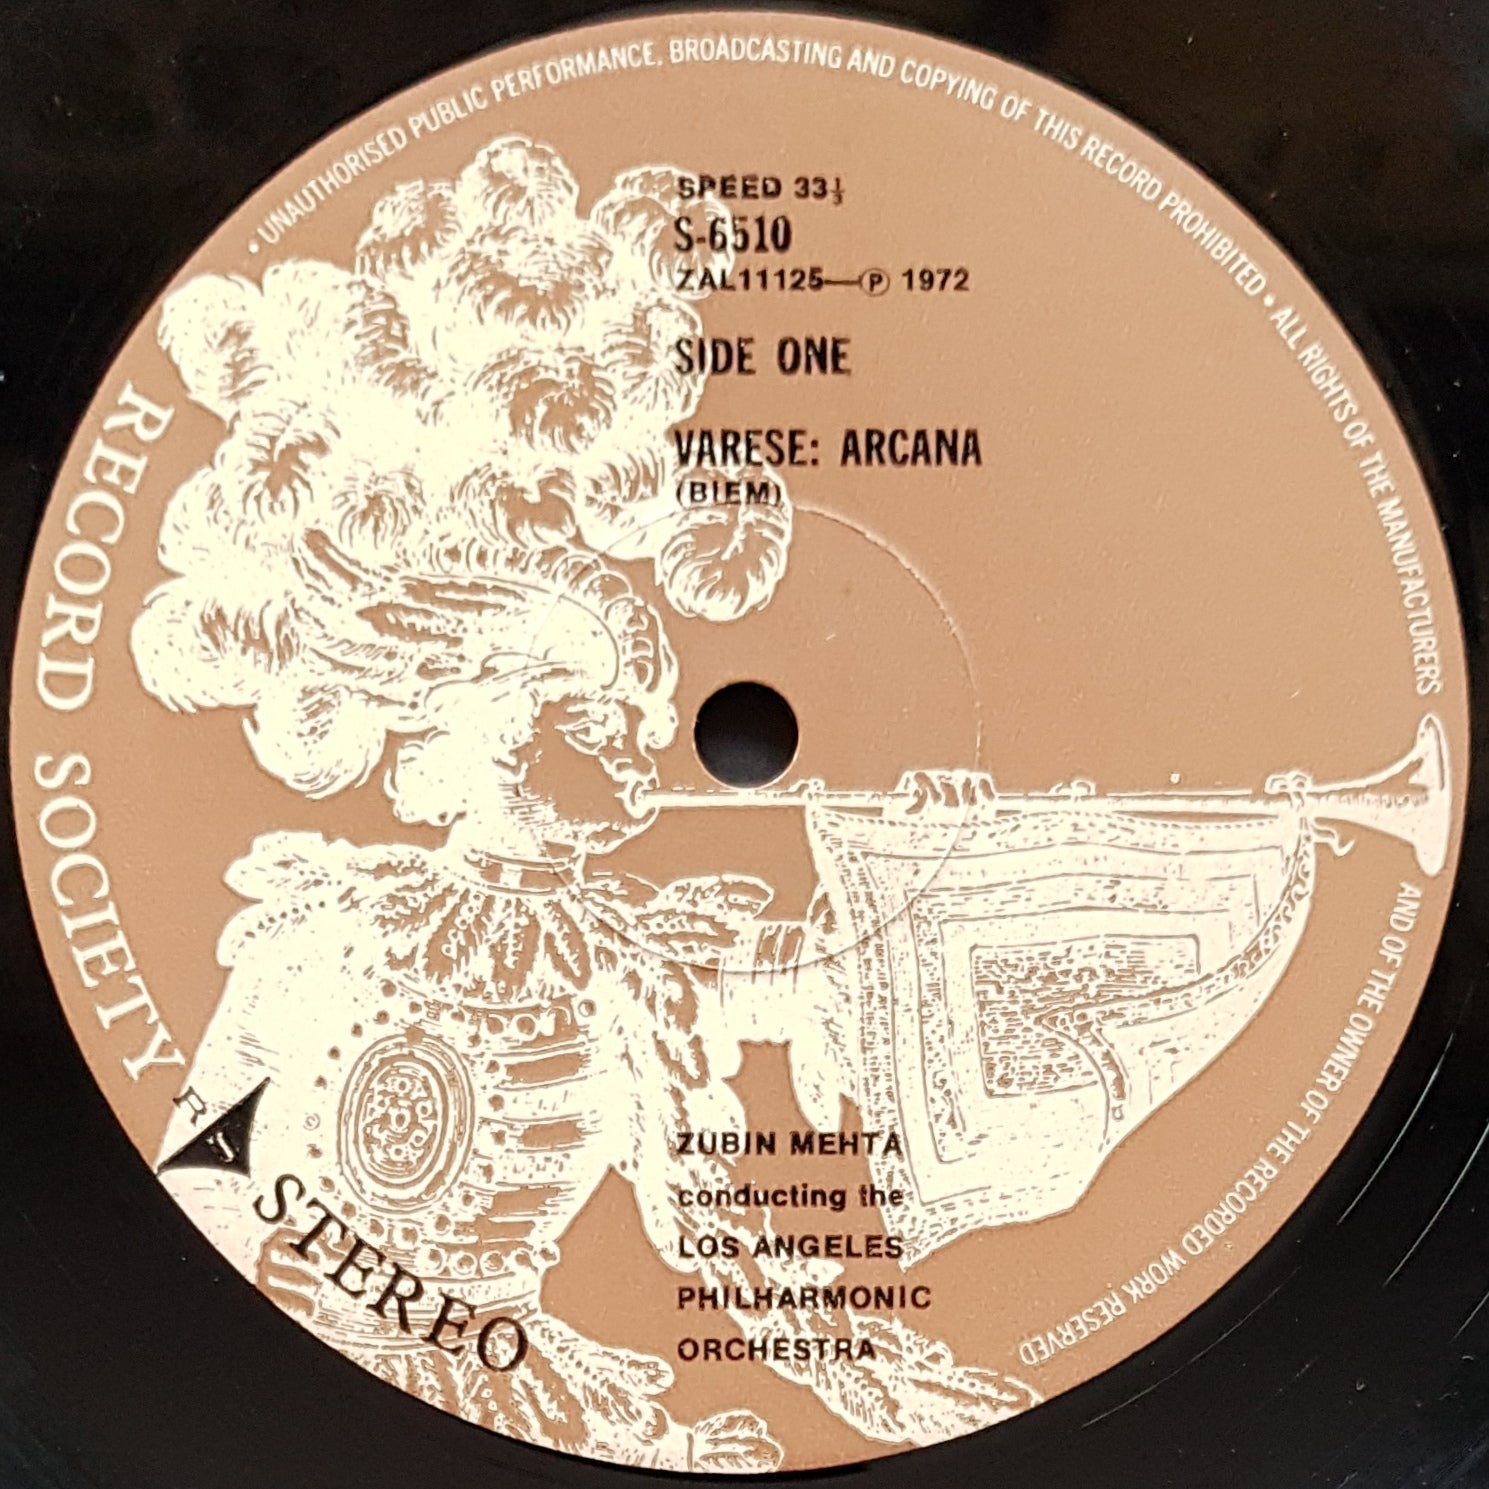 • UNAUTHORISED PUBLIC PERFORMANCE, BROADCASTING AND COPYING OF THIS RECORD PROHIBITED • ALL RIGHTS OF THE MANUFACTURERS AND OF THE OWNER OF THE RECORDED WORK RESERVED
SPEED 33⅓
S-6510
ZAL11125—Ⓟ 1972
SIDE ONE
VARESE: ARCANA
(BIEM)
RECORD SOCIETY
STEREO
ZUBIN MEHTA
conducting the
LOS ANGELES
PHILHARMONIC
ORCHESTRA